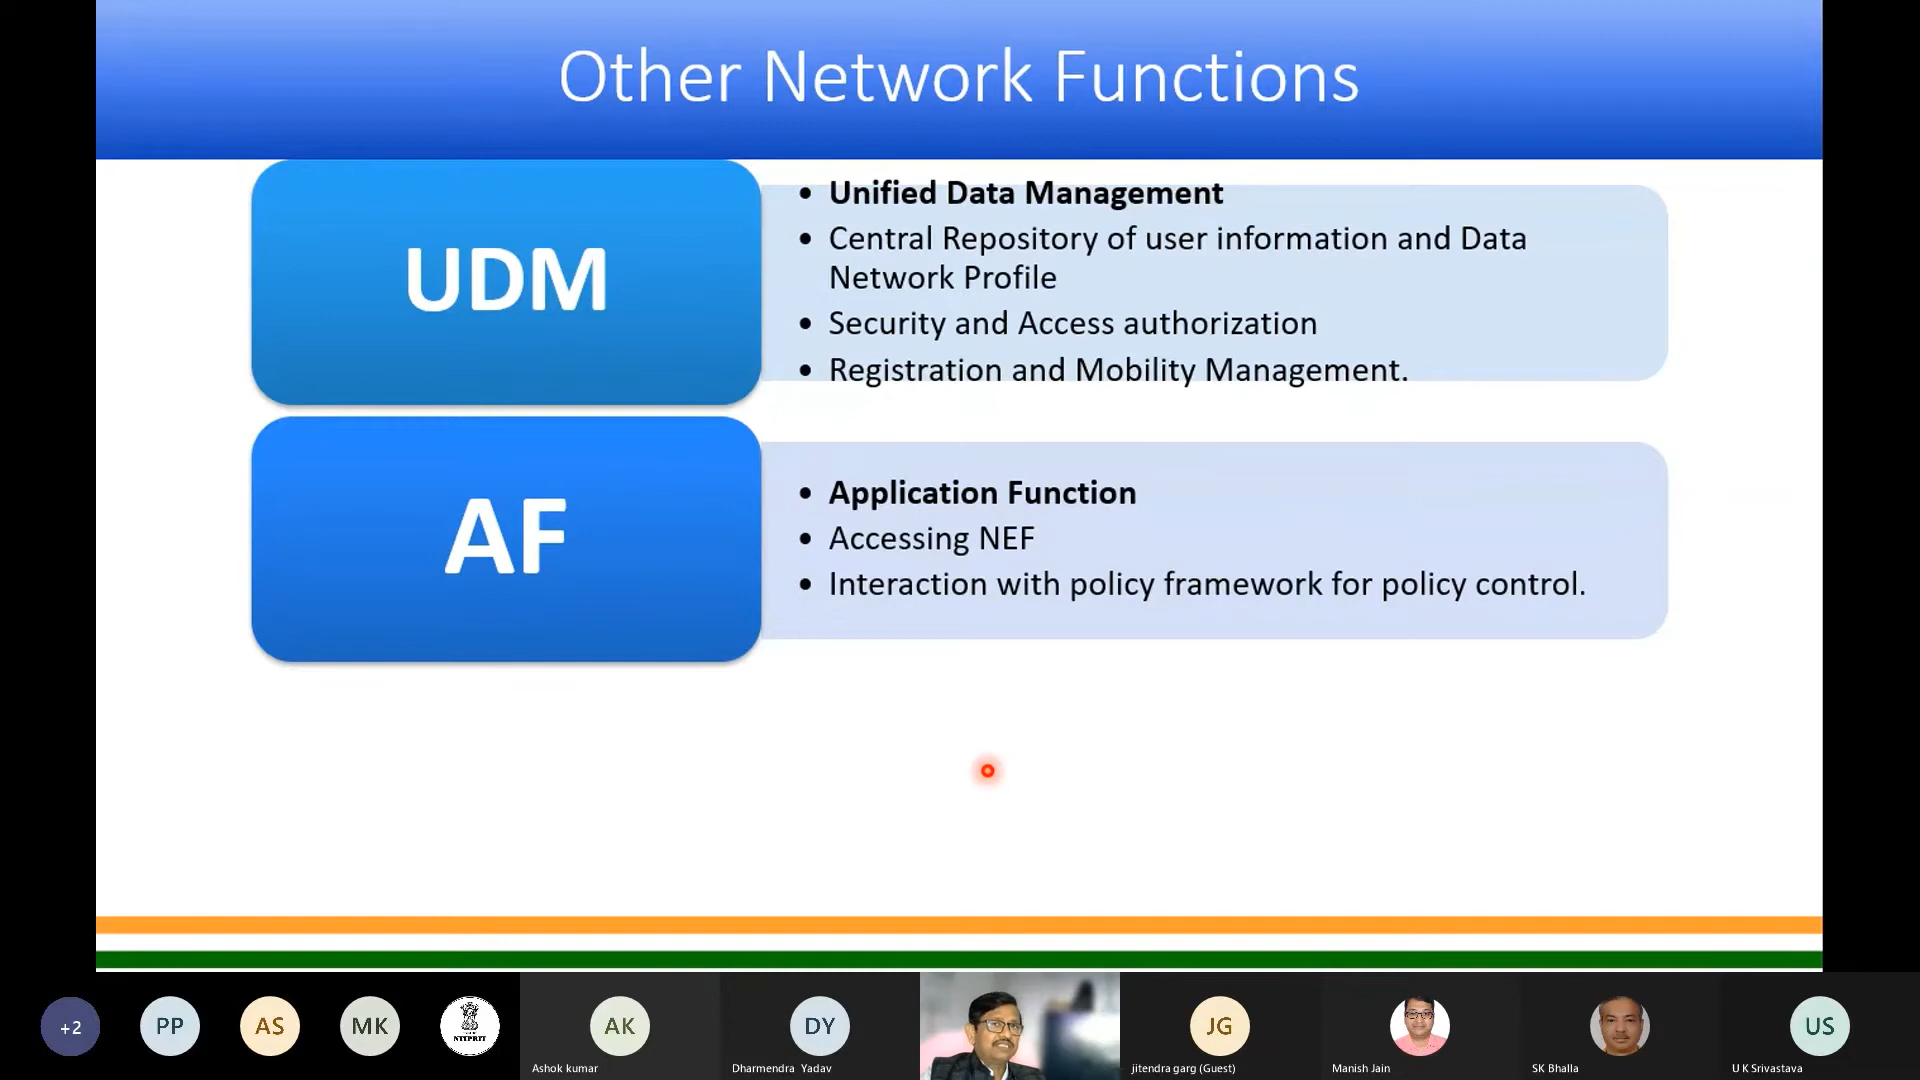 Other Network Functions
UDM
• Unified Data Management
• Central Repository of user information and Data
Network Profile
• Security and Access authorization
• Registration and Mobility Management.
AF
• Application Function
• Accessing NEF
• Interaction with policy framework for policy control.
+2
PP
AS
MK
NTIPRIT
AK
DY
JG
US
Ashok kumar
Dharmendra Yadav
jitendra garg (Guest)
Manish Jain
SK Bhalla
U K Srivastava